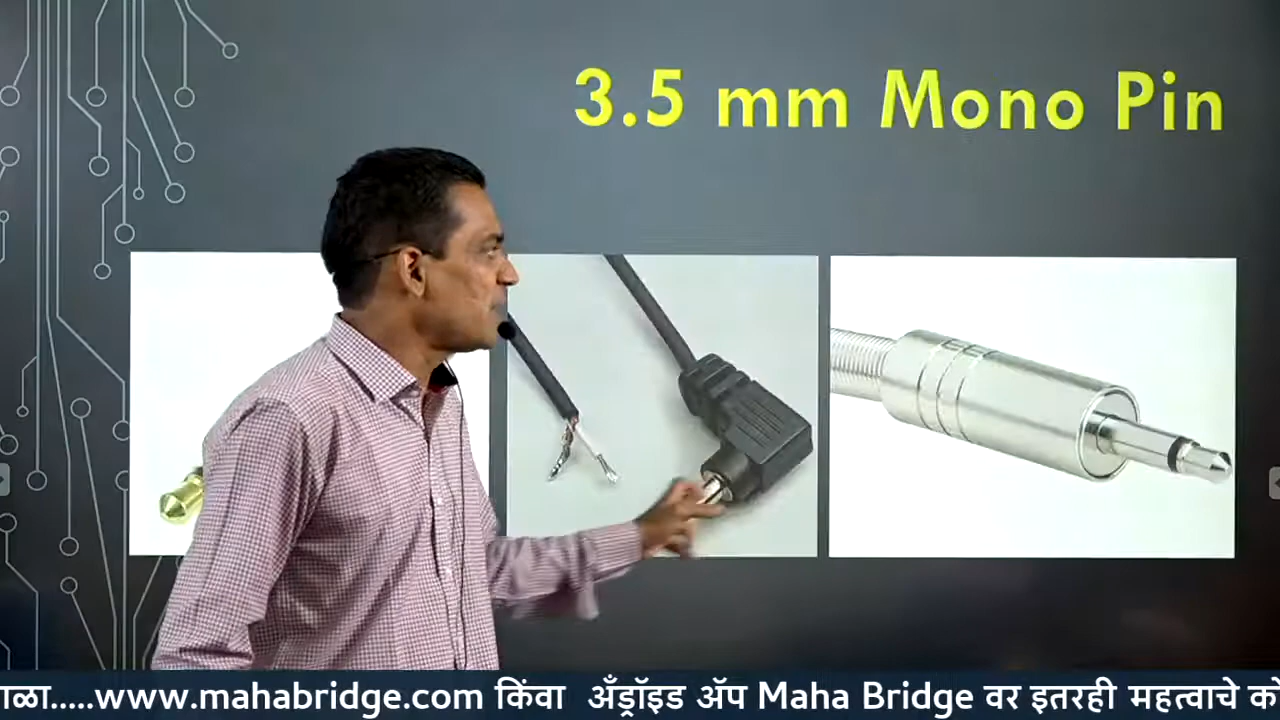 3.5 mm Mono Pin
ाळा.....www.mahabridge.com किंवा अँड्रॉइड ॲप Maha Bridge वर इतरही महत्वाचे को